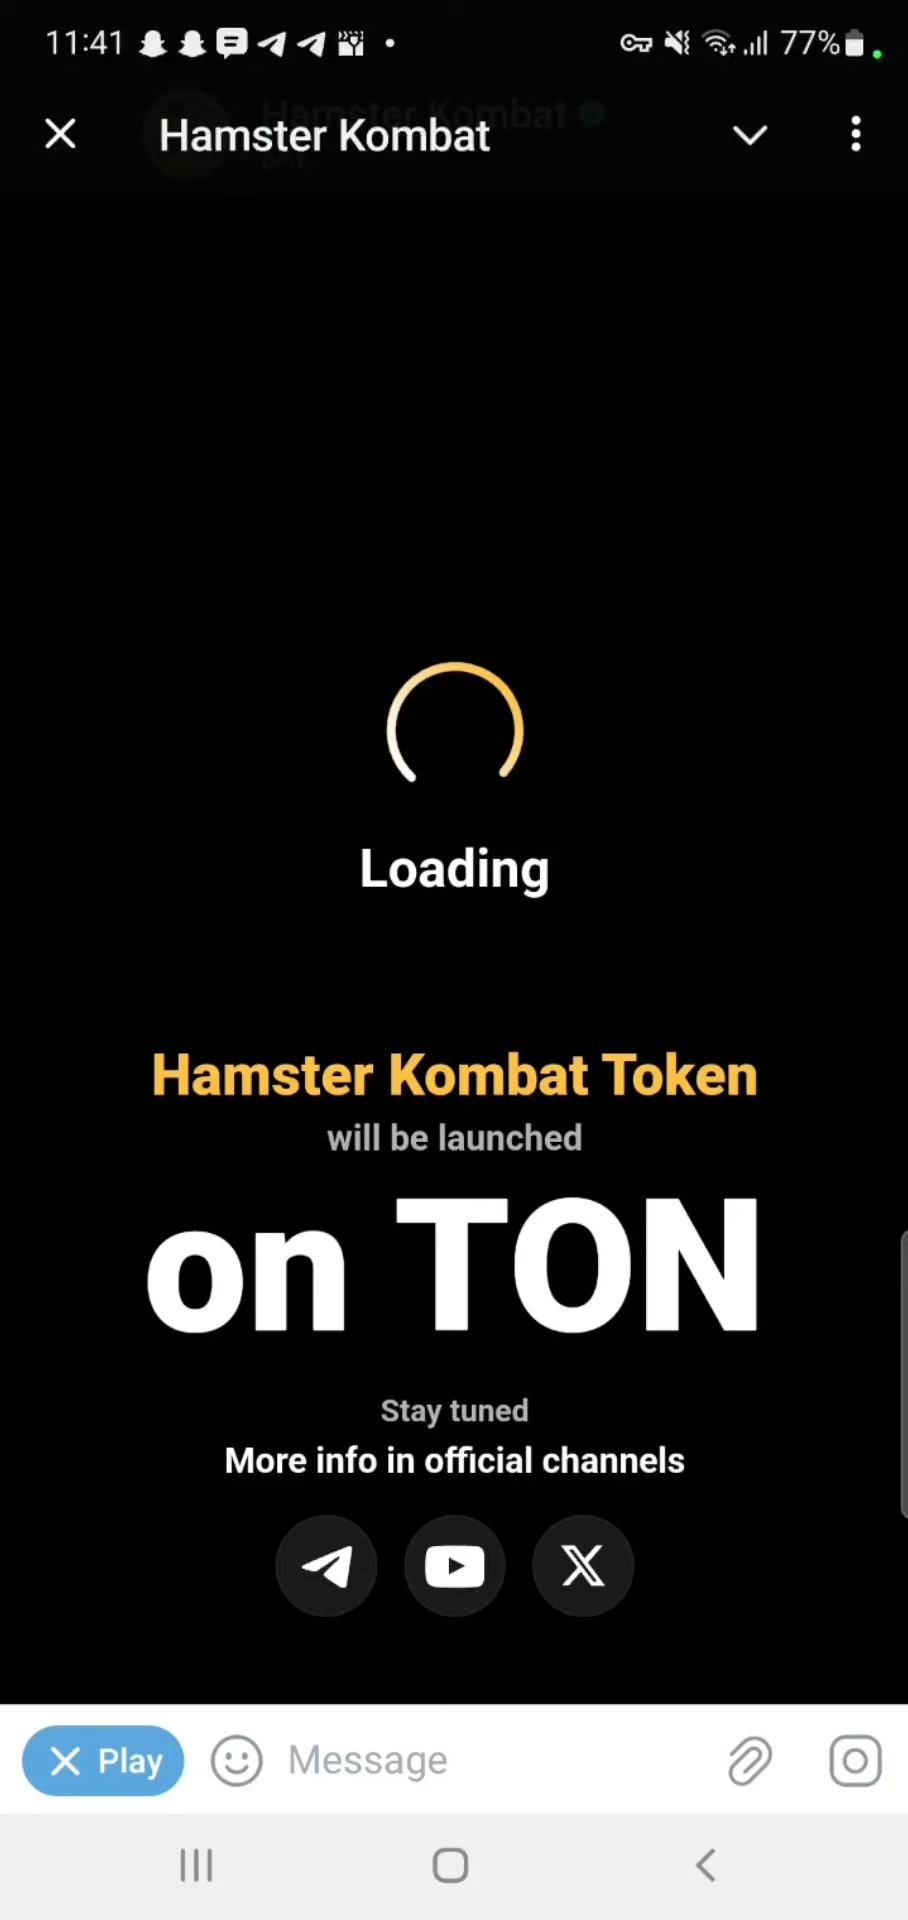 11:41 77%
Hamster Kombat
Loading
Hamster Kombat Token
will be launched
on TON
Stay tuned
More info in official channels
Play Message